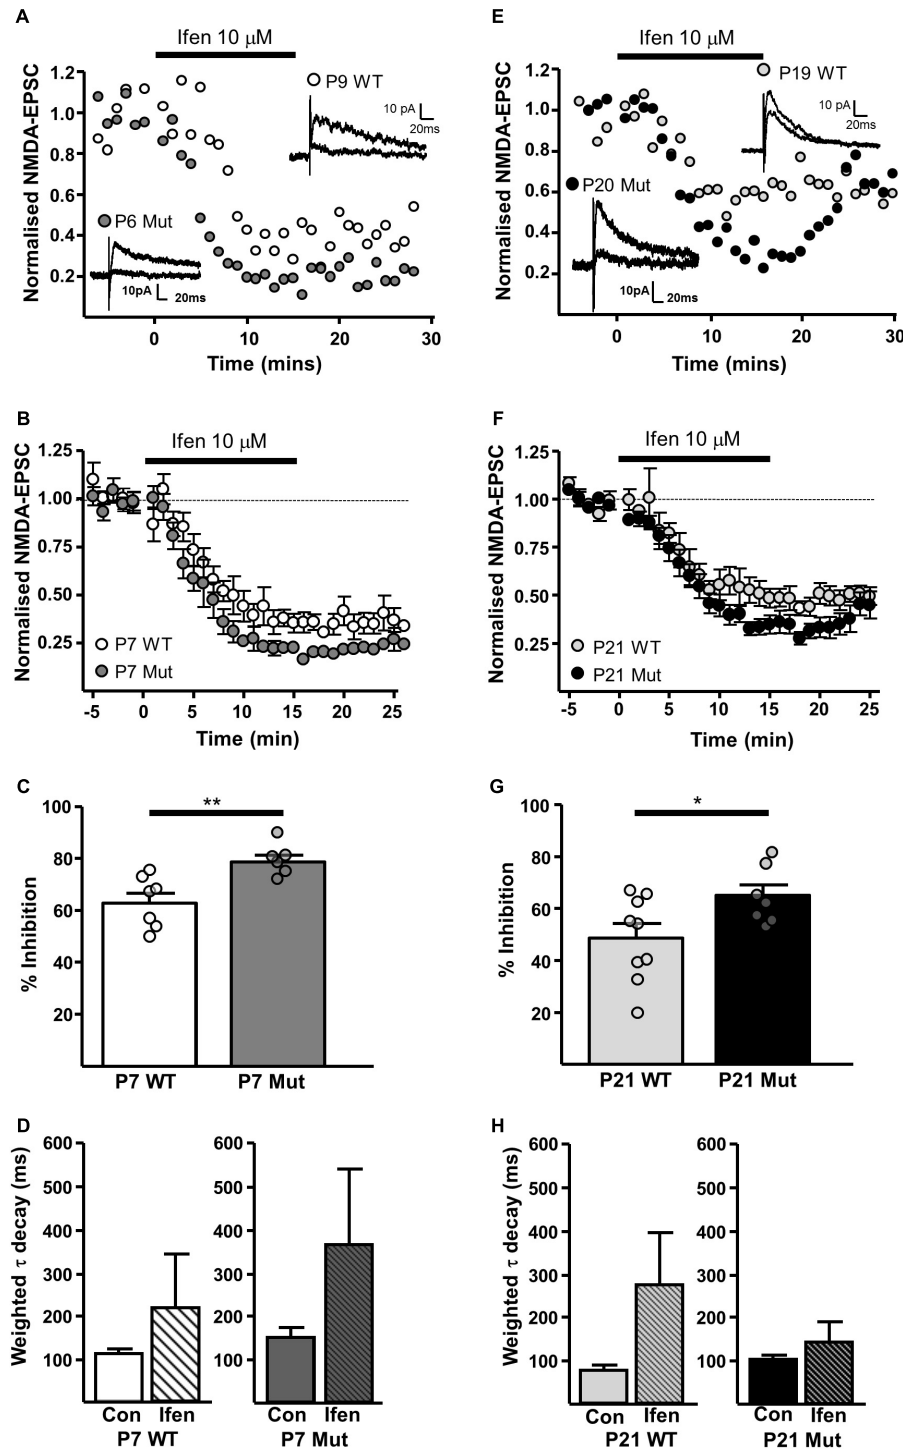 A
Ifen 10 μM
Normalised NMDA-EPSC
1.2
1.0
0.8
0.6
0.4
0.2
P9 WT
10 pA
20ms
P6 Mut
10pA
20ms
0 10 20 30
Time (mins)
E
Ifen 10 μM
Normalised NMDA-EPSC
1.2
1.0
0.8
0.6
0.4
0.2
P19 WT
10 pA
20ms
P20 Mut
10pA
20ms
0 10 20 30
Time (mins)
B
Ifen 10 μM
Normalised NMDA-EPSC
1.25
1.00
0.75
0.50
0.25
P7 WT
P7 Mut
-5 0 5 10 15 20 25
Time (min)
F
Ifen 10 μM
Normalised NMDA-EPSC
1.25
1.00
0.75
0.50
0.25
P21 WT
P21 Mut
-5 0 5 10 15 20 25
Time (min)
C
% Inhibition
100
80
60
40
20
**
P7 WT P7 Mut
G
% Inhibition
100
80
60
40
20
*
P21 WT P21 Mut
D
Weighted τ decay (ms)
600
500
400
300
200
100
Con Ifen
P7 WT
600
500
400
300
200
100
Con Ifen
P7 Mut
H
Weighted τ decay (ms)
600
500
400
300
200
100
Con Ifen
P21 WT
600
500
400
300
200
100
Con Ifen
P21 Mut